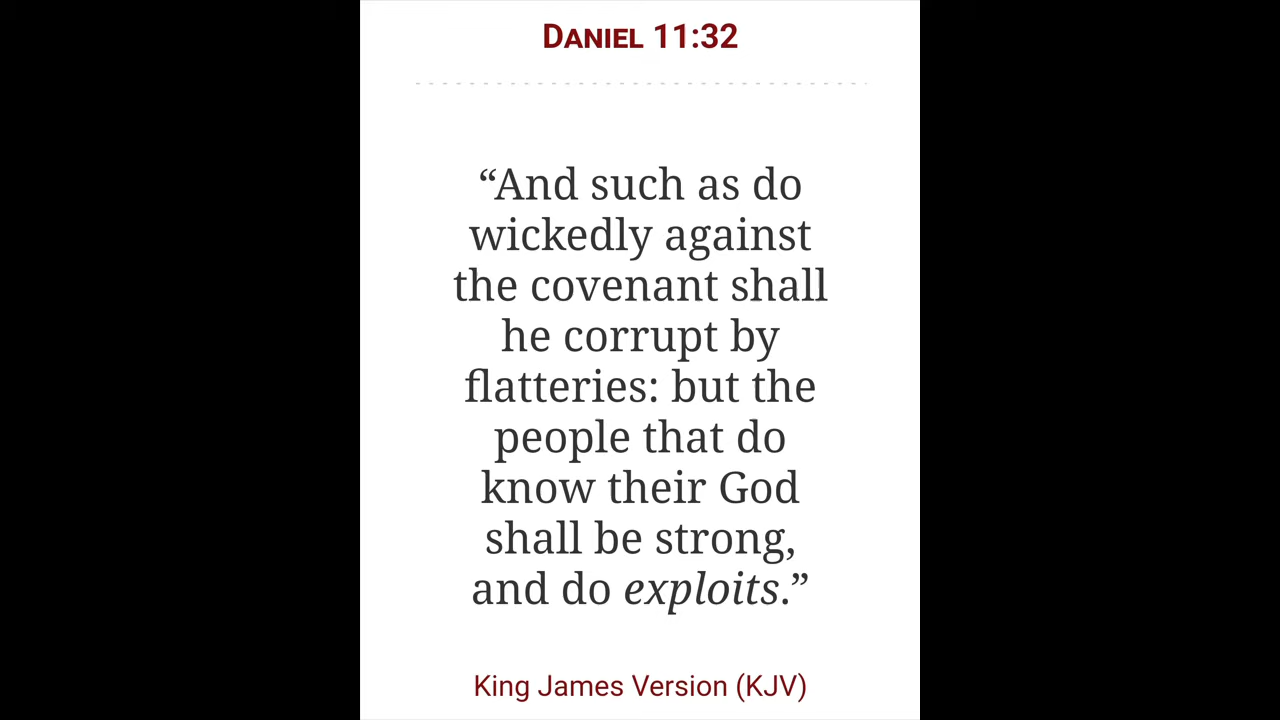 DANIEL 11:32
“And such as do
wickedly against
the covenant shall
he corrupt by
flatteries: but the
people that do
know their God
shall be strong,
and do exploits.”
King James Version (KJV)